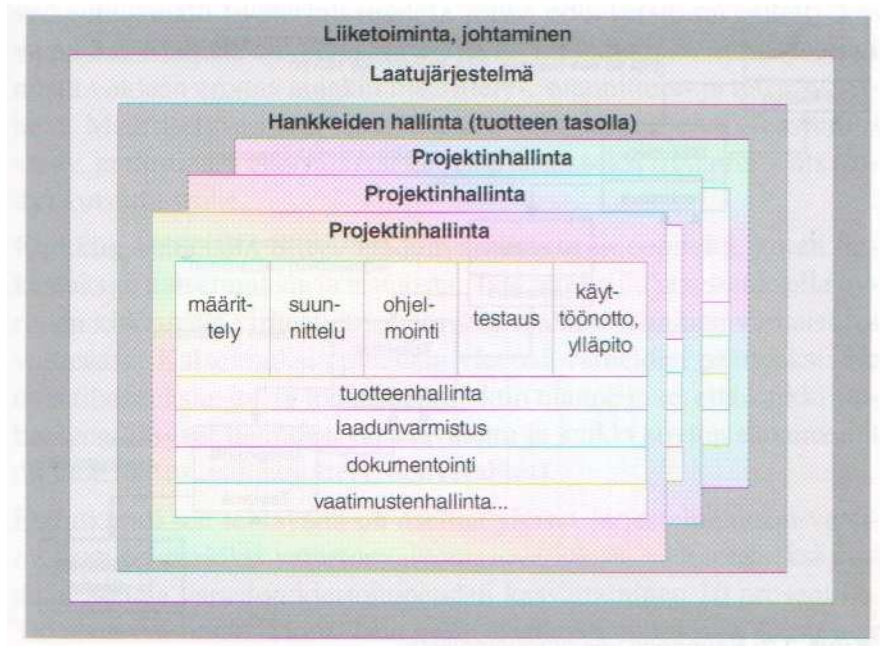 Liiketoiminta, johtaminen
Laatujärjestelmä
Hankkeiden hallinta (tuotteen tasolla)
Projektinhallinta
Projektinhallinta
Projektinhallinta
määrit-
tely
suun-
nittelu
ohjel-
mointi
testaus
käyt-
töönotto,
ylläpito
tuotteenhallinta
laadunvarmistus
dokumentointi
vaatimustenhallinta...